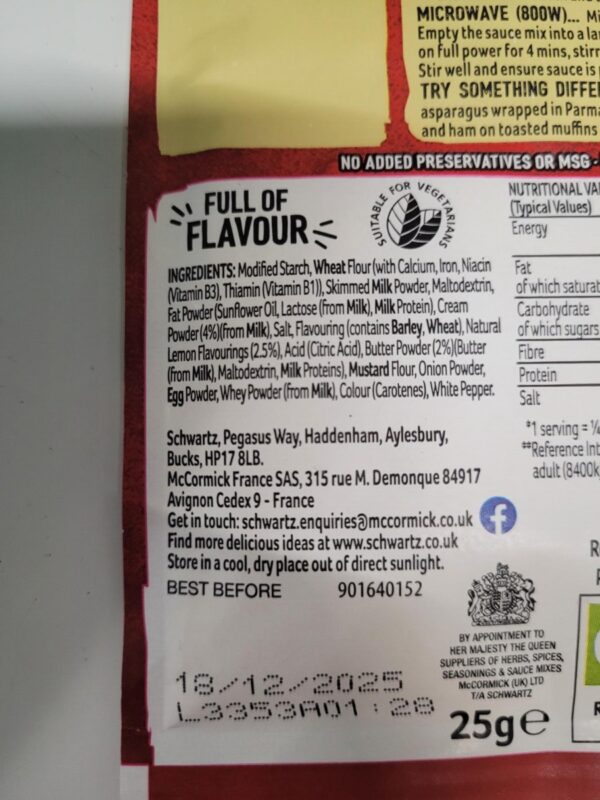 MICROWAVE (800W)... Mi
Empty the sauce mix into a la
on full power for 4 mins, stirr
Stir well and ensure sauce is
TRY SOMETHING DIFFE
asparagus wrapped in Parma
and ham on toasted muffins
NO ADDED PRESERVATIVES OR MSG •
FULL OF
FLAVOUR
SUITABLE FOR VEGETARIANS
INGREDIENTS: Modified Starch, Wheat Flour (with Calcium, Iron, Niacin
(Vitamin B3), Thiamin (Vitamin B1)), Skimmed Milk Powder, Maltodextrin,
Fat Powder (Sunflower Oil, Lactose (from Milk), Milk Protein), Cream
Powder (4%)(from Milk), Salt, Flavouring (contains Barley, Wheat), Natural
Lemon Flavourings (2.5%), Acid (Citric Acid), Butter Powder (2%)(Butter
(from Milk), Maltodextrin, Milk Proteins), Mustard Flour, Onion Powder,
Egg Powder, Whey Powder (from Milk), Colour (Carotenes), White Pepper.
NUTRITIONAL VA
(Typical Values)
Energy
Fat
of which saturat
Carbohydrate
of which sugars
Fibre
Protein
Salt
*1 serving = ¼
**Reference Int
adult (8400k
Schwartz, Pegasus Way, Haddenham, Aylesbury,
Bucks, HP17 8LB.
McCormick France SAS, 315 rue M. Demonque 84917
Avignon Cedex 9 - France
Get in touch: schwartz.enquiries@mccormick.co.uk
Find more delicious ideas at www.schwartz.co.uk
Store in a cool, dry place out of direct sunlight.
BEST BEFORE 901640152
18/12/2025
L3353A01:28
BY APPOINTMENT TO
HER MAJESTY THE QUEEN
SUPPLIERS OF HERBS, SPICES,
SEASONINGS & SAUCE MIXES
McCORMICK (UK) LTD
T/A SCHWARTZ
25g e